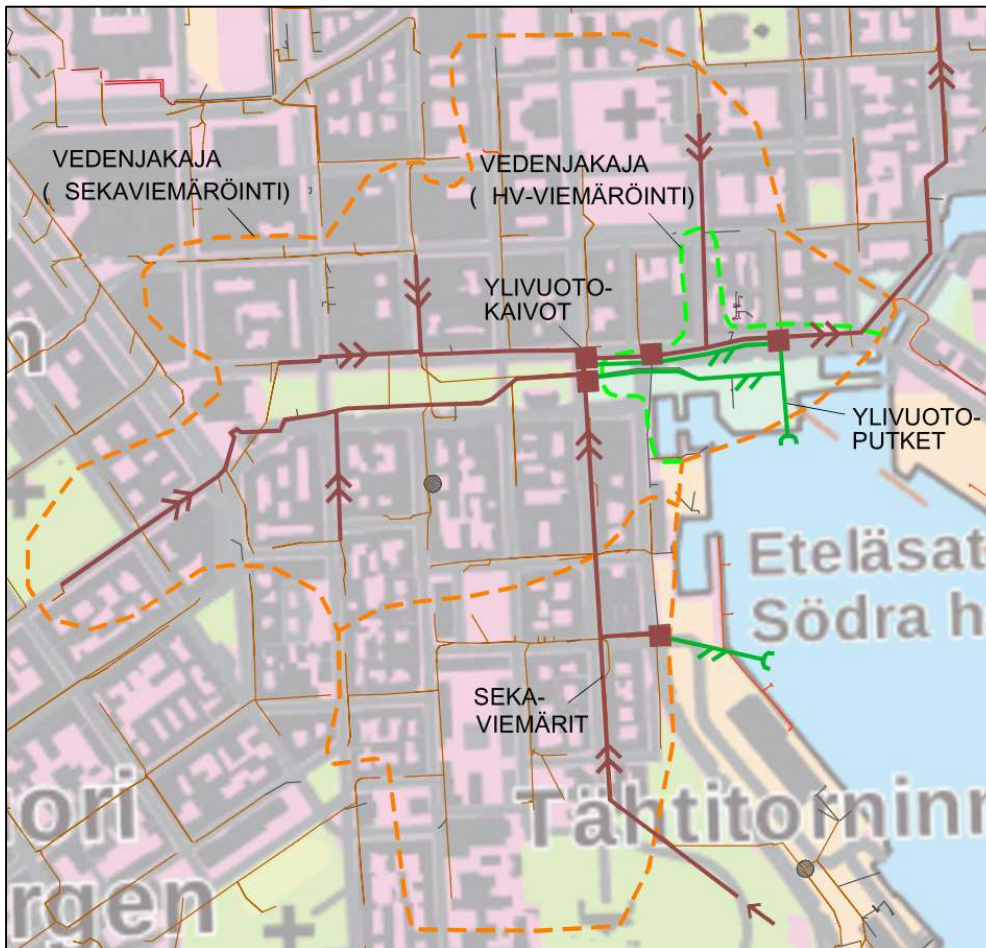 VEDENJAKAJA
( SEKAVIEMÄRÖINTI)
VEDENJAKAJA
( HV-VIEMÄRÖINTI)
YLIVUOTO-
KAIVOT
n
YLIVUOTO-
PUTKET
Eteläsat
Södra h
SEKA-
VIEMÄRIT
Tähtitorninr
ori
rgen